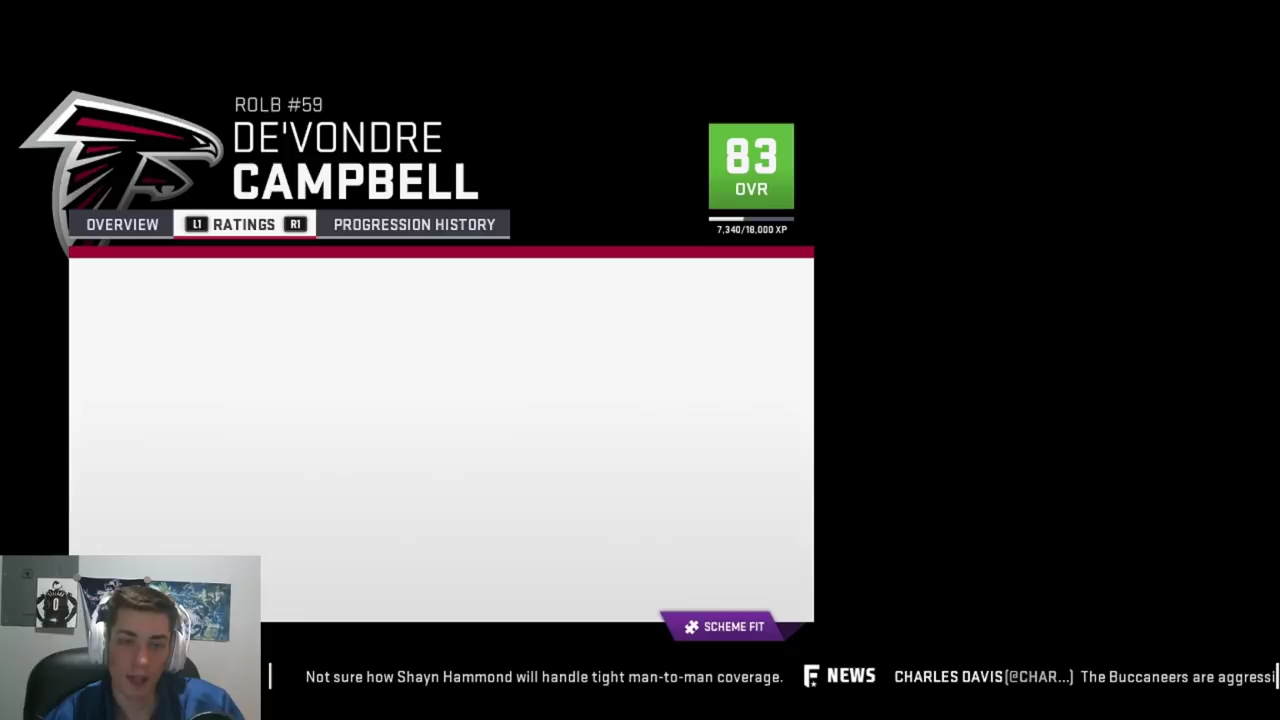 ROLB #59
DE'VONDRE
CAMPBELL
83
OVR
7,340/18,000 XP
OVERVIEW
L1 RATINGS R1
PROGRESSION HISTORY
SCHEME FIT
0
Not sure how Shayn Hammond will handle tight man-to-man coverage. NEWS CHARLES DAVIS (@CHAR...) The Buccaneers are aggressi